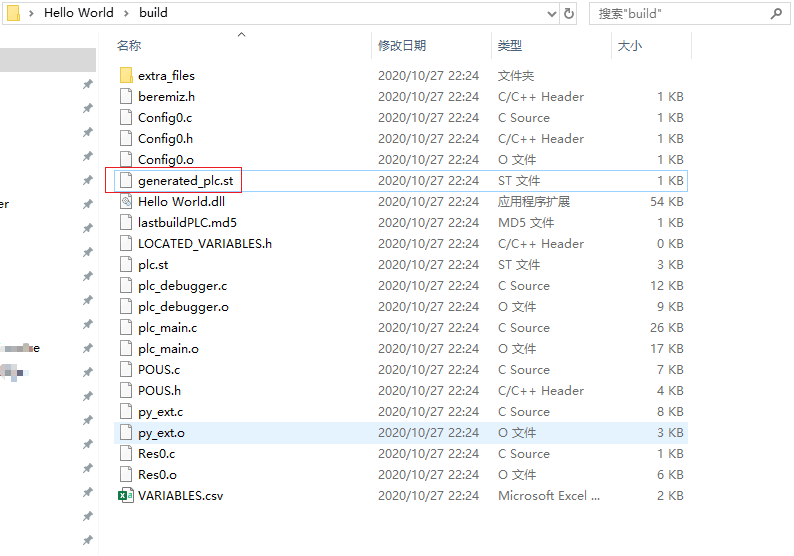 Hello World build 搜索"build"
名称 修改日期 类型 大小
extra_files 2020/10/27 22:24 文件夹
beremiz.h 2020/10/27 22:24 C/C++ Header 1 KB
Config0.c 2020/10/27 22:24 C Source 1 KB
Config0.h 2020/10/27 22:24 C/C++ Header 1 KB
Config0.o 2020/10/27 22:24 O 文件 1 KB
generated_plc.st 2020/10/27 22:24 ST 文件 1 KB
er Hello World.dll 2020/10/27 22:24 应用程序扩展 54 KB
lastbuildPLC.md5 2020/10/27 22:24 MD5 文件 1 KB
LOCATED_VARIABLES.h 2020/10/27 22:24 C/C++ Header 0 KB
plc.st 2020/10/27 22:24 ST 文件 3 KB
plc_debugger.c 2020/10/27 22:24 C Source 12 KB
plc_debugger.o 2020/10/27 22:24 O 文件 9 KB
plc_main.c 2020/10/27 22:24 C Source 26 KB
plc_main.o 2020/10/27 22:24 O 文件 17 KB
POUS.c 2020/10/27 22:24 C Source 7 KB
POUS.h 2020/10/27 22:24 C/C++ Header 4 KB
py_ext.c 2020/10/27 22:24 C Source 8 KB
py_ext.o 2020/10/27 22:24 O 文件 3 KB
Res0.c 2020/10/27 22:24 C Source 1 KB
Res0.o 2020/10/27 22:24 O 文件 6 KB
VARIABLES.csv 2020/10/27 22:24 Microsoft Excel ... 2 KB